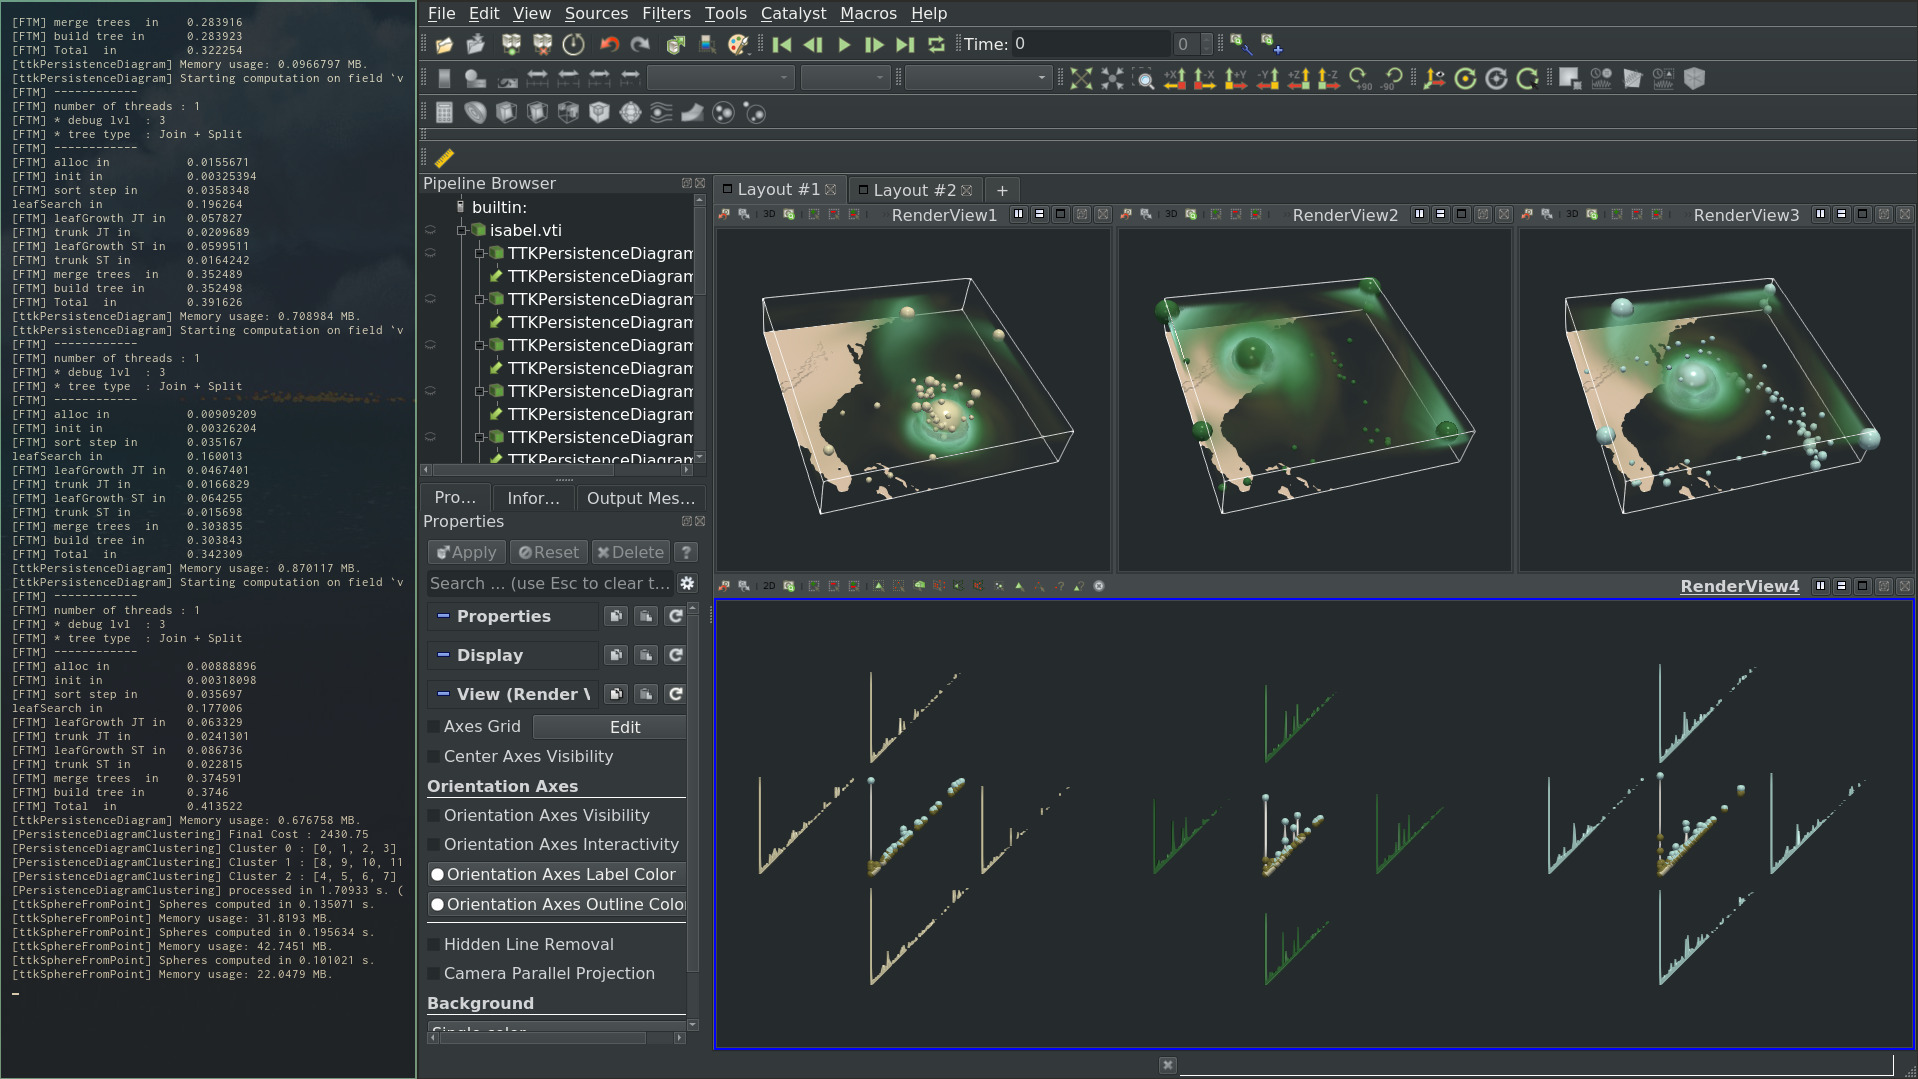 [FTM] merge trees  in    0.283916
[FTM] build tree in      0.283923
[FTM] Total  in          0.322254
[ttkPersistenceDiagram] Memory usage: 0.0966797 MB.
[ttkPersistenceDiagram] Starting computation on field `v
[FTM] ------------
[FTM] number of threads : 1
[FTM] * debug lvl  : 3
[FTM] * tree type  : Join + Split
[FTM] ------------
[FTM] alloc in           0.0155671
[FTM] init in            0.00325394
[FTM] sort step in       0.0358348
leafSearch in            0.196264
[FTM] leafGrowth JT in   0.057827
[FTM] trunk JT in        0.0209689
[FTM] leafGrowth ST in   0.0599511
[FTM] trunk ST in        0.0164242
[FTM] merge trees  in    0.352489
[FTM] build tree in      0.352498
[FTM] Total  in          0.391626
[ttkPersistenceDiagram] Memory usage: 0.708984 MB.
[ttkPersistenceDiagram] Starting computation on field `v
[FTM] ------------
[FTM] number of threads : 1
[FTM] * debug lvl  : 3
[FTM] * tree type  : Join + Split
[FTM] ------------
[FTM] alloc in           0.00909209
[FTM] init in            0.00326204
[FTM] sort step in       0.035167
leafSearch in            0.160013
[FTM] leafGrowth JT in   0.0467401
[FTM] trunk JT in        0.0166829
[FTM] leafGrowth ST in   0.064255
[FTM] trunk ST in        0.015698
[FTM] merge trees  in    0.303835
[FTM] build tree in      0.303843
[FTM] Total  in          0.342309
[ttkPersistenceDiagram] Memory usage: 0.870117 MB.
[ttkPersistenceDiagram] Starting computation on field `v
[FTM] ------------
[FTM] number of threads : 1
[FTM] * debug lvl  : 3
[FTM] * tree type  : Join + Split
[FTM] ------------
[FTM] alloc in           0.00888896
[FTM] init in            0.00318098
[FTM] sort step in       0.035697
leafSearch in            0.177006
[FTM] leafGrowth JT in   0.063329
[FTM] trunk JT in        0.0241301
[FTM] leafGrowth ST in   0.086736
[FTM] trunk ST in        0.022815
[FTM] merge trees  in    0.374591
[FTM] build tree in      0.3746
[FTM] Total  in          0.413522
[ttkPersistenceDiagram] Memory usage: 0.676758 MB.
[PersistenceDiagramClustering] Final Cost : 2430.75
[PersistenceDiagramClustering] Cluster 0 : [0, 1, 2, 3]
[PersistenceDiagramClustering] Cluster 1 : [8, 9, 10, 11
[PersistenceDiagramClustering] Cluster 2 : [4, 5, 6, 7]
[PersistenceDiagramClustering] processed in 1.70933 s. (
[ttkSphereFromPoint] Spheres computed in 0.135071 s.
[ttkSphereFromPoint] Memory usage: 31.8193 MB.
[ttkSphereFromPoint] Spheres computed in 0.195634 s.
[ttkSphereFromPoint] Memory usage: 42.7451 MB.
[ttkSphereFromPoint] Spheres computed in 0.101021 s.
[ttkSphereFromPoint] Memory usage: 22.0479 MB.
File Edit View Sources Filters Tools Catalyst Macros Help
Time: 0 0
+X -X +Y -Y +Z -Z +90 -90
Pipeline Browser
builtin:
isabel.vti
TTKPersistenceDiagram
TTKPersistenceDiagram
TTKPersistenceDiagram
TTKPersistenceDiagram
TTKPersistenceDiagram
TTKPersistenceDiagram
TTKPersistenceDiagram
TTKPersistenceDiagram
TTKPersistenceDiagram
TTKPersistenceDiagram
Pro... Infor... Output Mes...
Properties
Apply Reset Delete ?
Search ... (use Esc to clear t...
Properties
Display
View (Render V
Axes Grid Edit
Center Axes Visibility
Orientation Axes
Orientation Axes Visibility
Orientation Axes Interactivity
Orientation Axes Label Color
Orientation Axes Outline Color
Hidden Line Removal
Camera Parallel Projection
Background
Single color
Layout #1 Layout #2 +
3D RenderView1
3D RenderView2
3D RenderView3
2D RenderView4